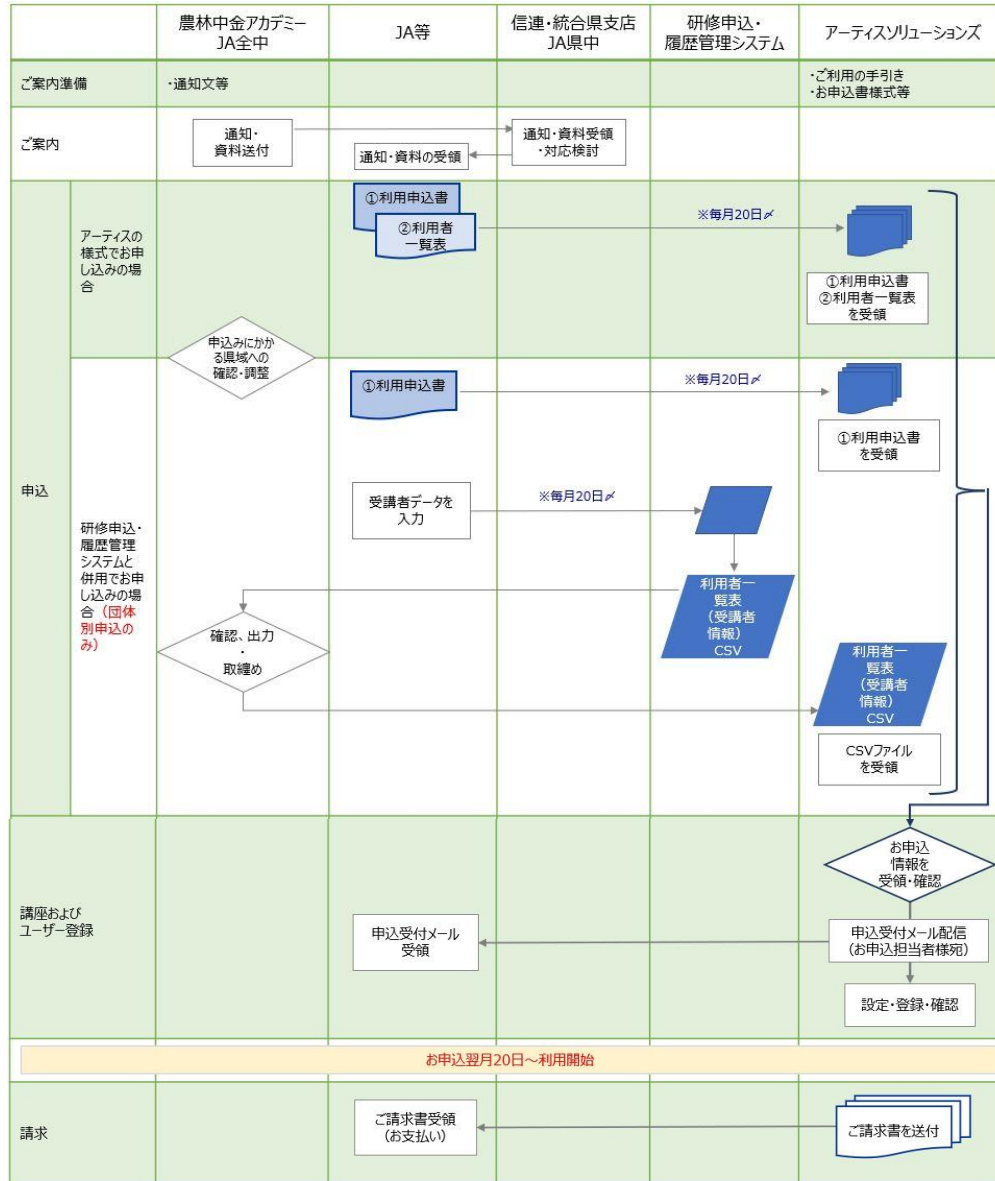 農林中金アカデミー
JA全中
JA等
信連・統合県支店
JA県中
研修申込・
履歴管理システム
アーティスソリューションズ
ご案内準備
・通知文等
・ご利用の手引き
・お申込書様式等
ご案内
通知・
資料送付
通知・資料受領
・対応検討
通知・資料の受領
申込
アーティスの
様式でお申
し込みの場
合
①利用申込書
②利用者
一覧表
※毎月20日〆
①利用申込書
②利用者一覧表
を受領
申込みにかか
る県域への
確認・調整
研修申込・
履歴管理
システムと
併用でお申
し込みの場
合（団体
別申込の
み）
①利用申込書
※毎月20日〆
①利用申込書
を受領
受講者データを
入力
※毎月20日〆
利用者一
覧表
（受講者
情報）
CSV
確認、出力
・
取纏め
利用者一
覧表
（受講者
情報）
CSV
CSVファイル
を受領
講座および
ユーザー登録
お申込
情報を
受領・確認
申込受付メール配信
（お申込担当者様宛）
申込受付メール
受領
設定・登録・確認
お申込翌月20日～利用開始
請求
ご請求書受領
（お支払い）
ご請求書を送付